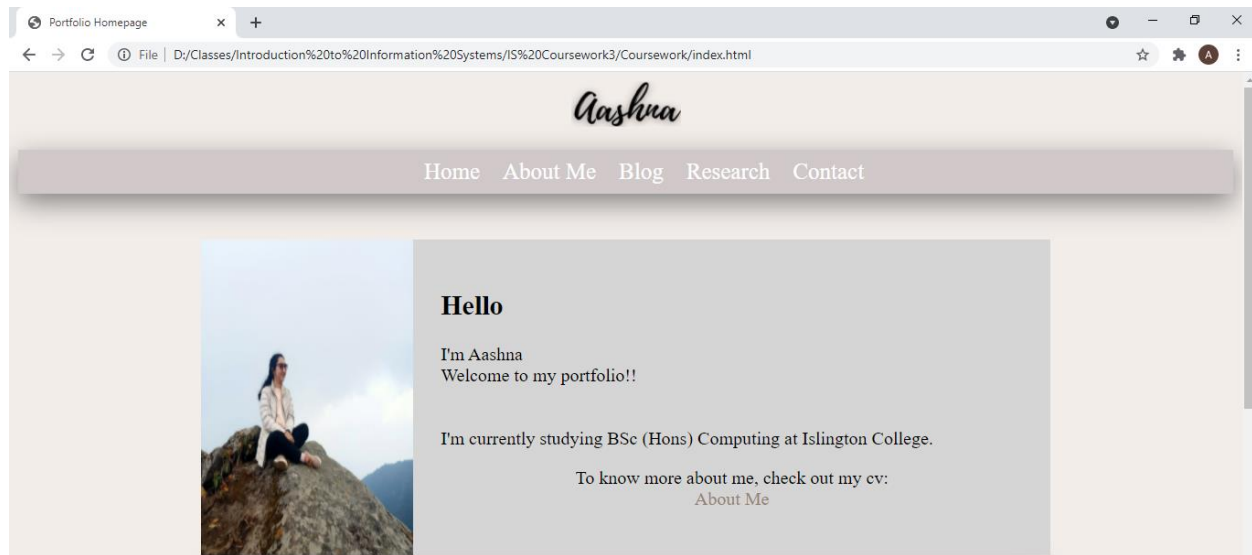 Portfolio Homepage
File | D:/Classes/Introduction%20to%20Information%20Systems/IS%20Coursework3/Coursework/index.html
A
Aashna
Home About Me Blog Research Contact
Hello
I'm Aashna
Welcome to my portfolio!!
I'm currently studying BSc (Hons) Computing at Islington College.
To know more about me, check out my cv:
About Me